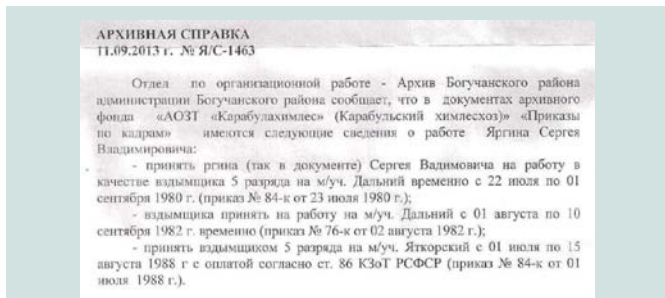 АРХИВНАЯ СПРАВКА
11.09.2013 г. № Я/С-1463
Отдел по организационной работе - Архив Богучанского района
администрации Богучанского района сообщает, что в документах архивного
фонда «АОЗТ «Карабулахимлес» (Карабульский химлесхоз)» «Приказы
по кадрам» имеются следующие сведения о работе Яргина Сергея
Владимировича:
- принять ргина (так в документе) Сергея Вадимовича на работу в
качестве вздымщика 5 разряда на м/уч. Дальний временно с 22 июля по 01
сентября 1980 г. (приказ № 84-к от 23 июля 1980 г.);
- вздымщика принять на работу на м/уч. Дальний с 01 августа по 10
сентября 1982 г. временно (приказ № 76-к от 02 августа 1982 г.);
- принять вздымщиком 5 разряда на м/уч. Яткорский с 01 июля по 15
августа 1988 г с оплатой согласно ст. 86 КЗоТ РСФСР (приказ № 84-к от 01
июля 1988 г.).